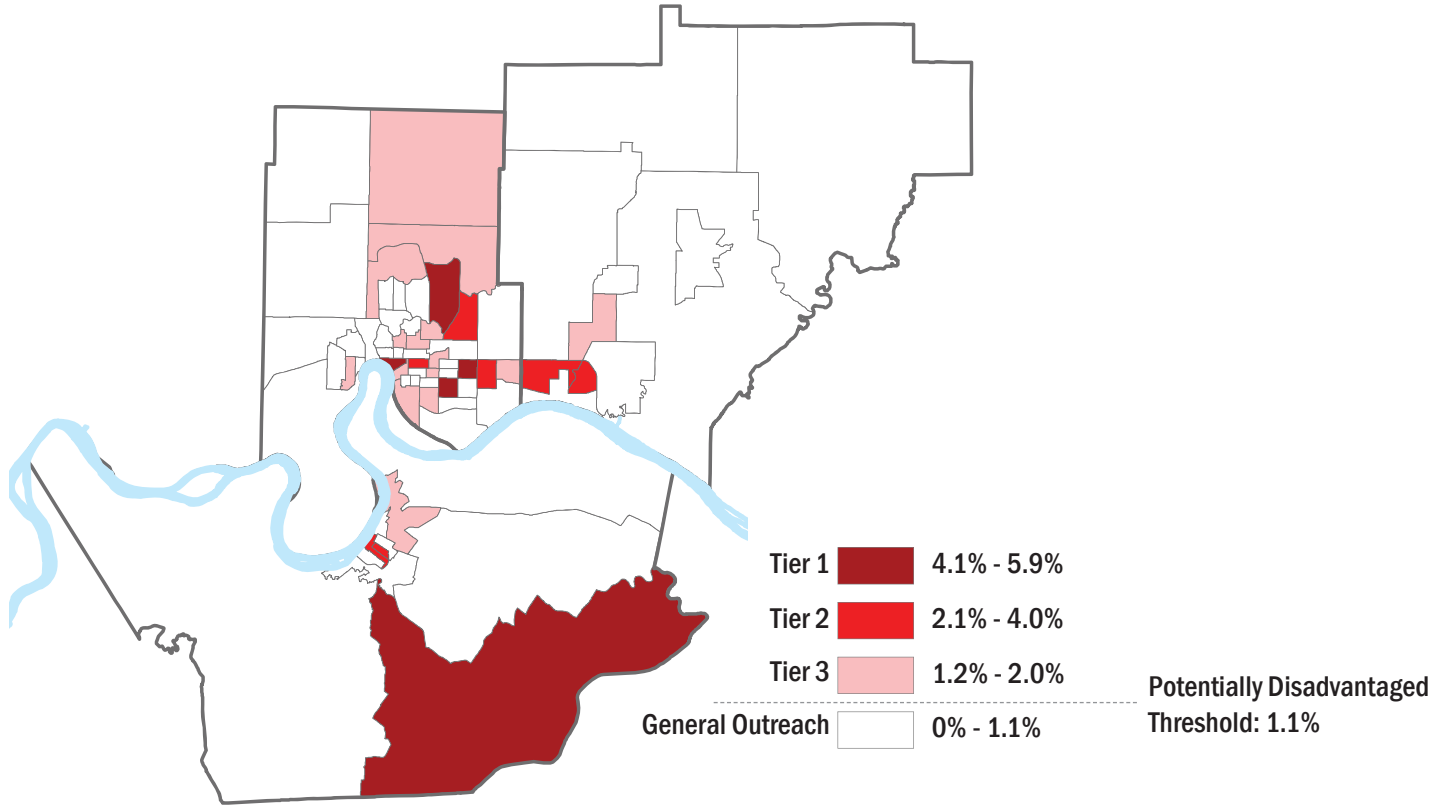 Tier 1 4.1% - 5.9%
Tier 2 2.1% - 4.0%
Tier 3 1.2% - 2.0%
General Outreach 0% - 1.1%
Potentially Disadvantaged
Threshold: 1.1%